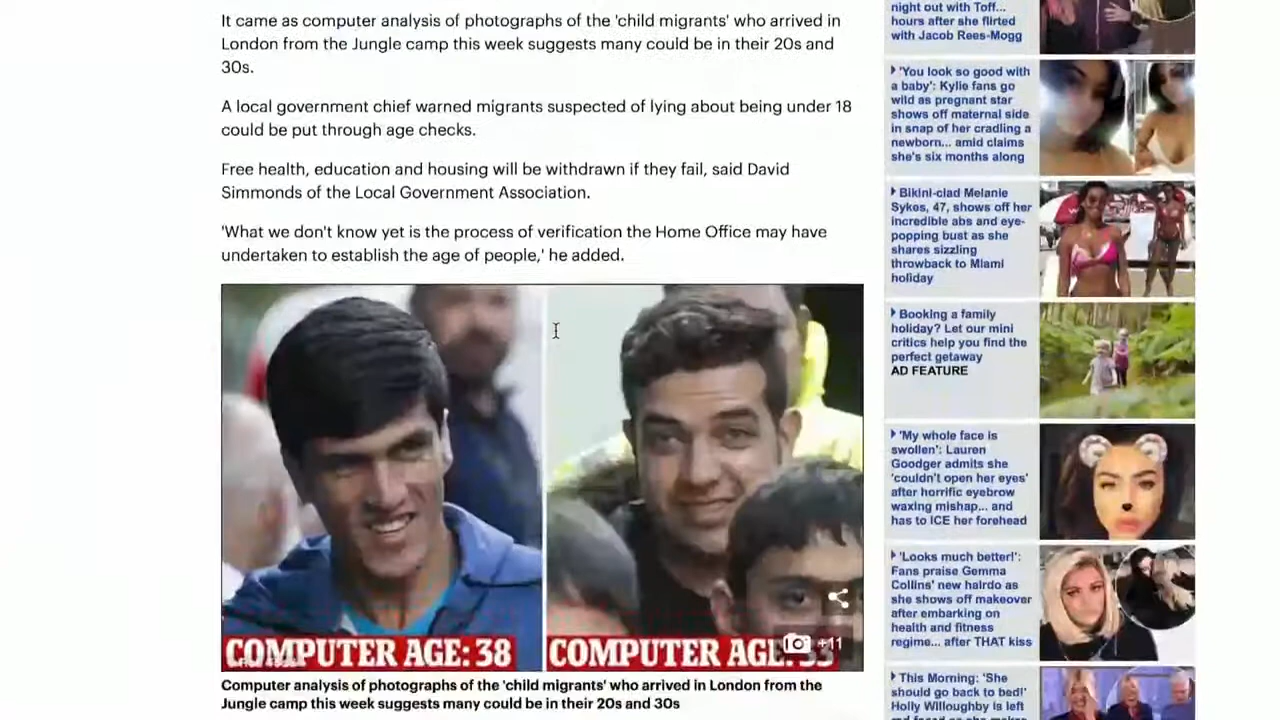 It came as computer analysis of photographs of the 'child migrants' who arrived in
London from the Jungle camp this week suggests many could be in their 20s and
30s.
A local government chief warned migrants suspected of lying about being under 18
could be put through age checks.
Free health, education and housing will be withdrawn if they fail, said David
Simmonds of the Local Government Association.
'What we don't know yet is the process of verification the Home Office may have
undertaken to establish the age of people,' he added.
COMPUTER AGE: 38
COMPUTER AGE:
+11
Computer analysis of photographs of the 'child migrants' who arrived in London from the
Jungle camp this week suggests many could be in their 20s and 30s
night out with Toff...
hours after she flirted
with Jacob Rees-Mogg
'You look so good with
a baby': Kylie fans go
wild as pregnant star
shows off maternal side
in snap of her cradling a
newborn... amid claims
she's six months along
Bikini-clad Melanie
Sykes, 47, shows off her
incredible abs and eye-
popping bust as she
shares sizzling
throwback to Miami
holiday
Booking a family
holiday? Let our mini
critics help you find the
perfect getaway
AD FEATURE
'My whole face is
swollen': Lauren
Goodger admits she
'couldn't open her eyes'
after horrific eyebrow
waxing mishap... and
has to ICE her forehead
'Looks much better!':
Fans praise Gemma
Collins' new hairdo as
she shows off makeover
after embarking on
health and fitness
regime... after THAT kiss
This Morning: 'She
should go back to bed!'
Holly Willoughby is left